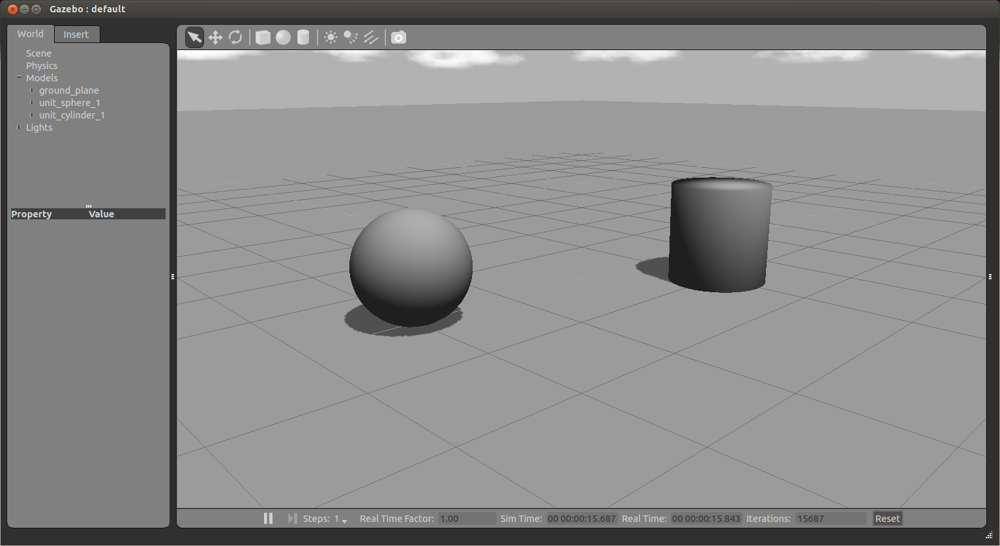 Gazebo : default
World Insert
Scene
Physics
Models
ground_plane
unit_sphere_1
unit_cylinder_1
Lights
Property Value
Steps: 1 Real Time Factor: 1.00 Sim Time: 00 00:00:15.687 Real Time: 00 00:00:15.843 Iterations: 15687 Reset